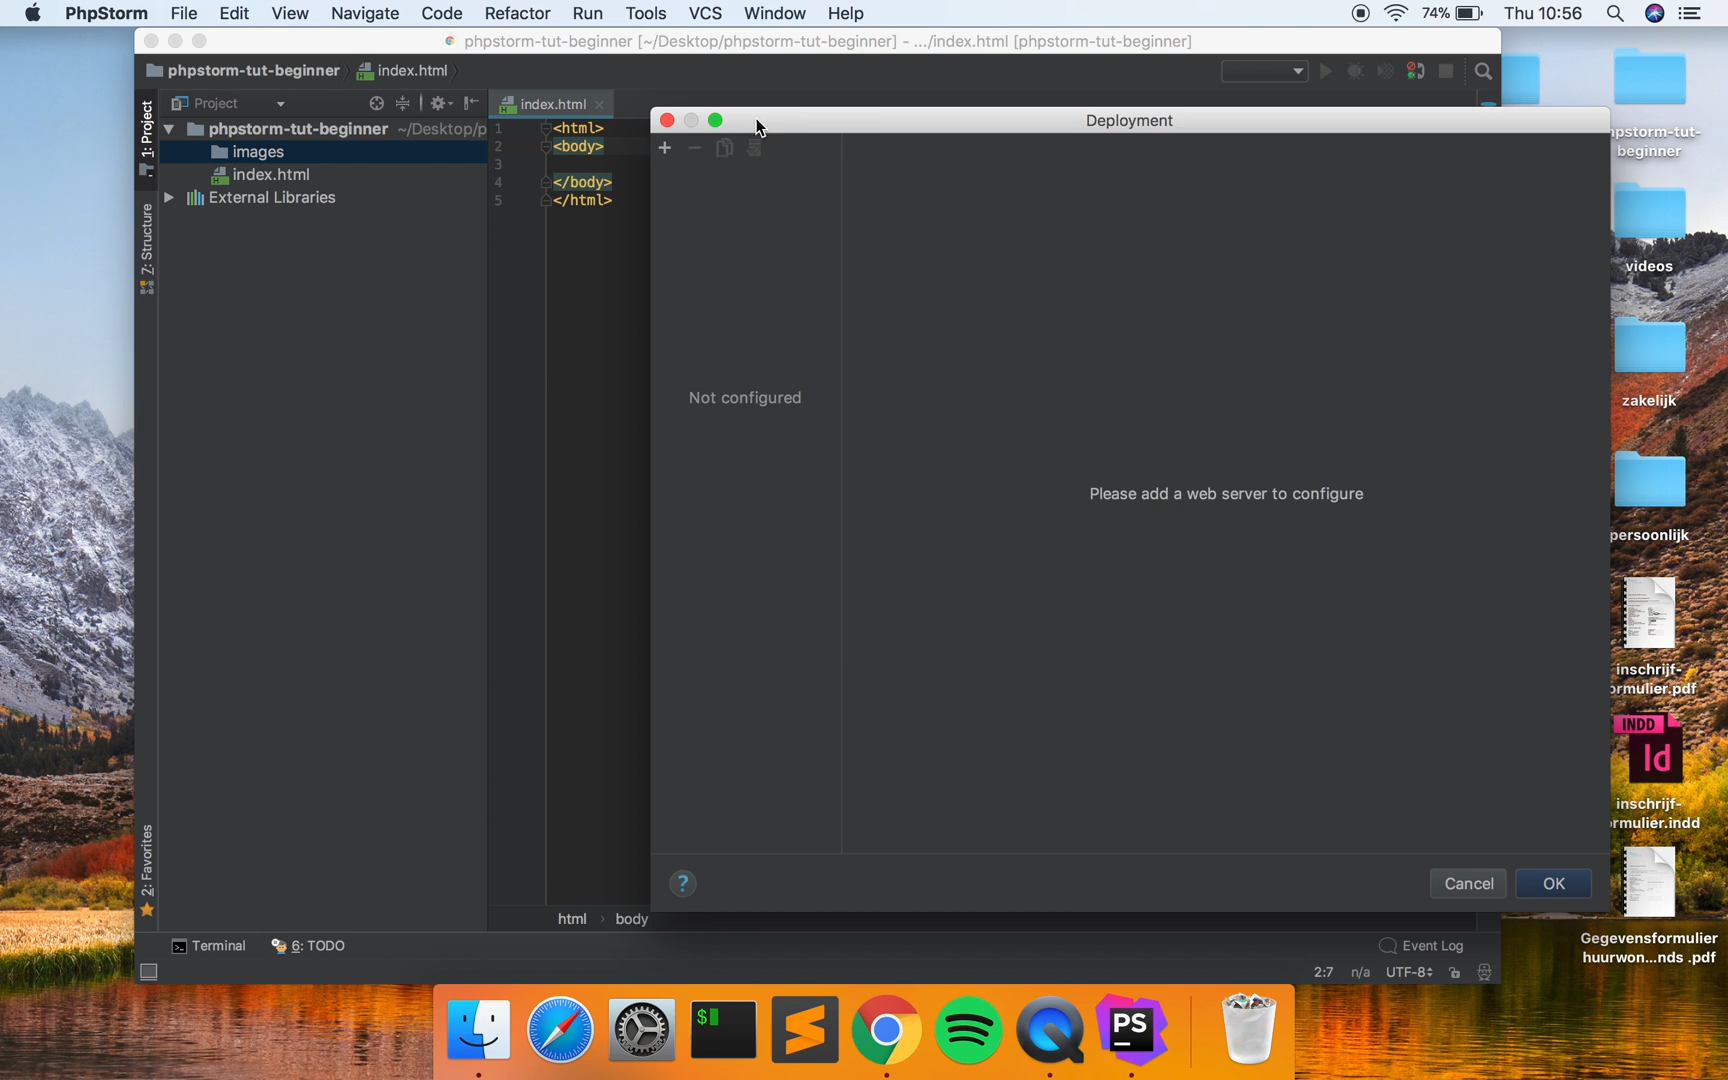 PhpStorm File Edit View Navigate Code Refactor Run Tools VCS Window Help 74% Thu 10:56
phpstorm-tut-beginner [~/Desktop/phpstorm-tut-beginner] - .../index.html [phpstorm-tut-beginner]
phpstorm-tut-beginner index.html
Project index.html
Deployment
phpstorm-tut-beginner ~/Desktop/p
images
index.html
External Libraries
1: Project
7: Structure
2: Favorites
1 <html>
2 <body>
3
4 </body>
5 </html>
Not configured
Please add a web server to configure
? Cancel OK
html › body
Terminal 6: TODO Event Log
2:7 n/a UTF-8
npstorm-tut-
beginner
videos
zakelijk
persoonlijk
inschrijf-
ormulier.pdf
INDD
Id
inschrijf-
rmulier.indd
Gegevensformulier
huurwon...nds .pdf
$
PS